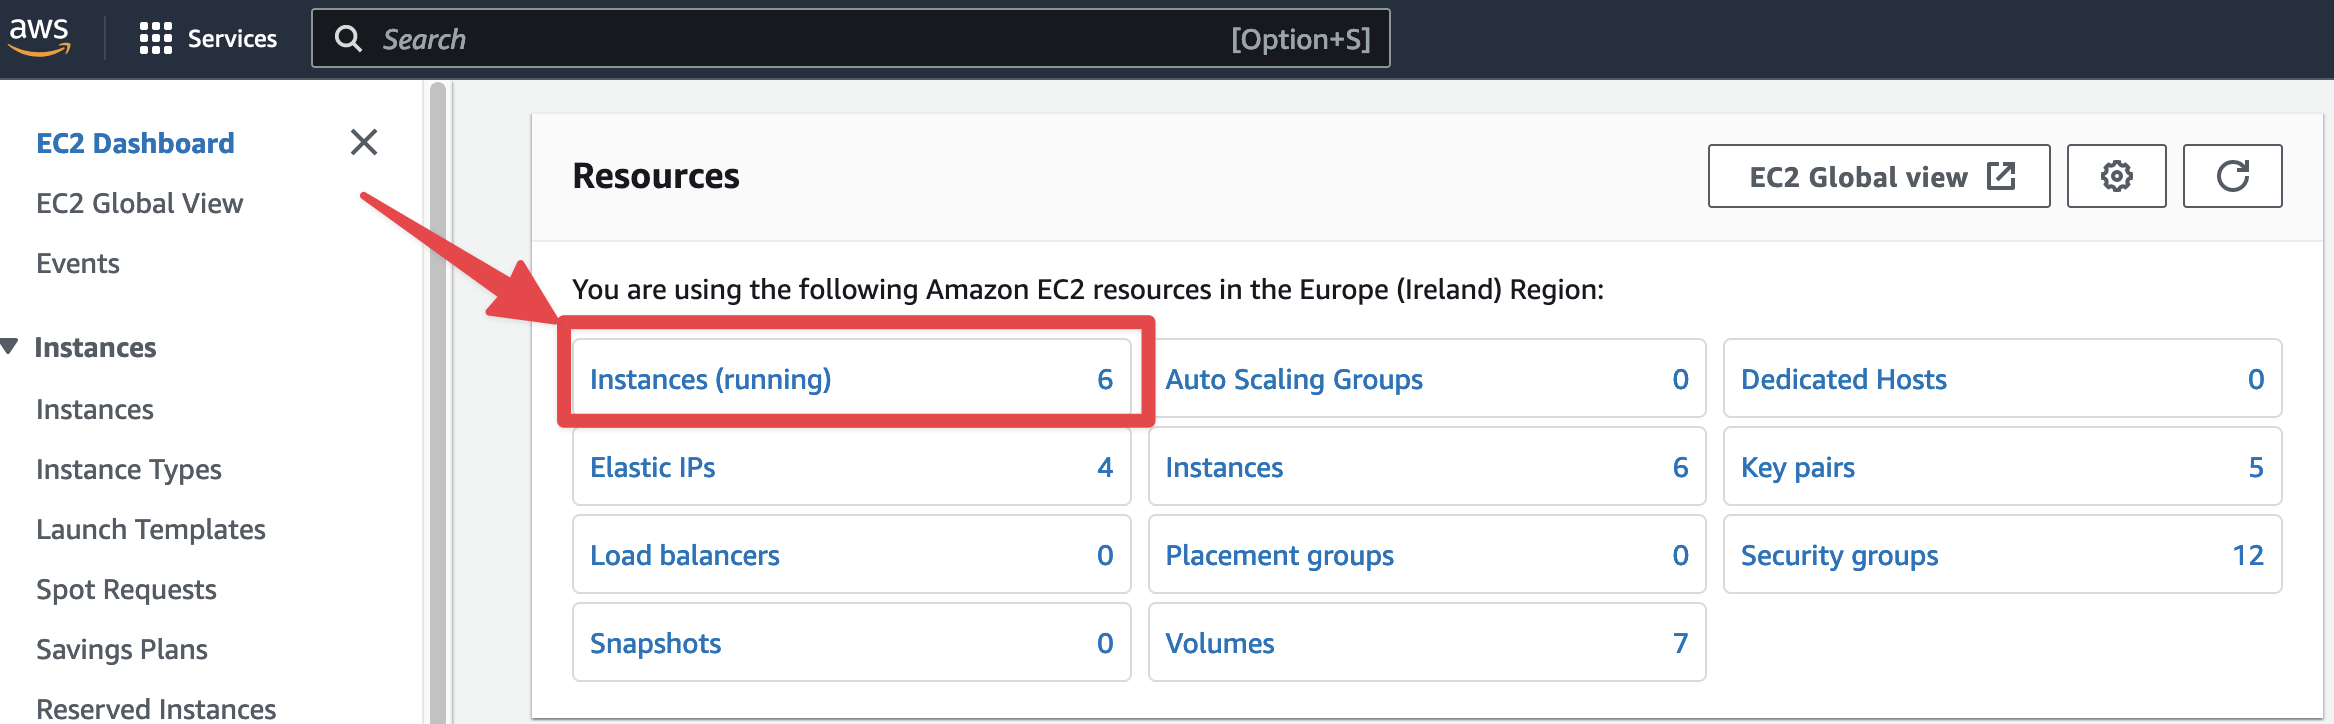 aws
Services
Search
[Option+S]
EC2 Dashboard
EC2 Global View
Events
Instances
Instances
Instance Types
Launch Templates
Spot Requests
Savings Plans
Reserved Instances
Resources
EC2 Global view
You are using the following Amazon EC2 resources in the Europe (Ireland) Region:
Instances (running) 6
Auto Scaling Groups 0
Dedicated Hosts 0
Elastic IPs 4
Instances 6
Key pairs 5
Load balancers 0
Placement groups 0
Security groups 12
Snapshots 0
Volumes 7